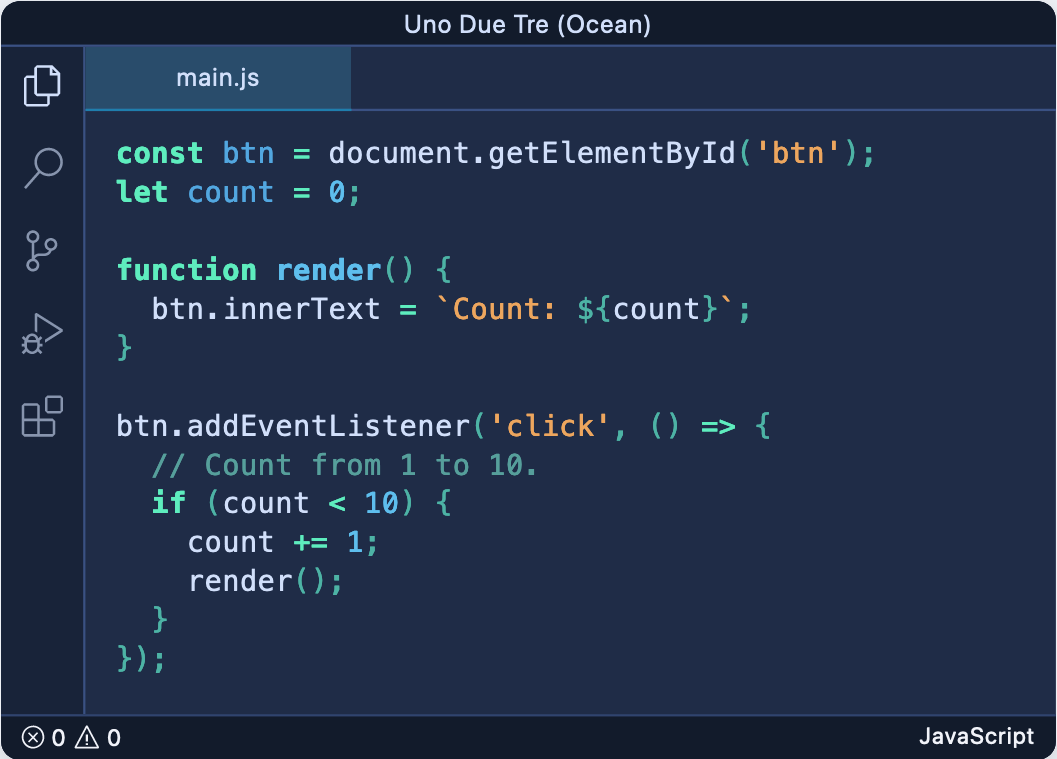 Uno Due Tre (Ocean)
main.js
const btn = document.getElementById('btn');
let count = 0;
function render() {
  btn.innerText = `Count: ${count}`;
}
btn.addEventListener('click', () => {
  // Count from 1 to 10.
  if (count < 10) {
    count += 1;
    render();
  }
});
0 0 JavaScript